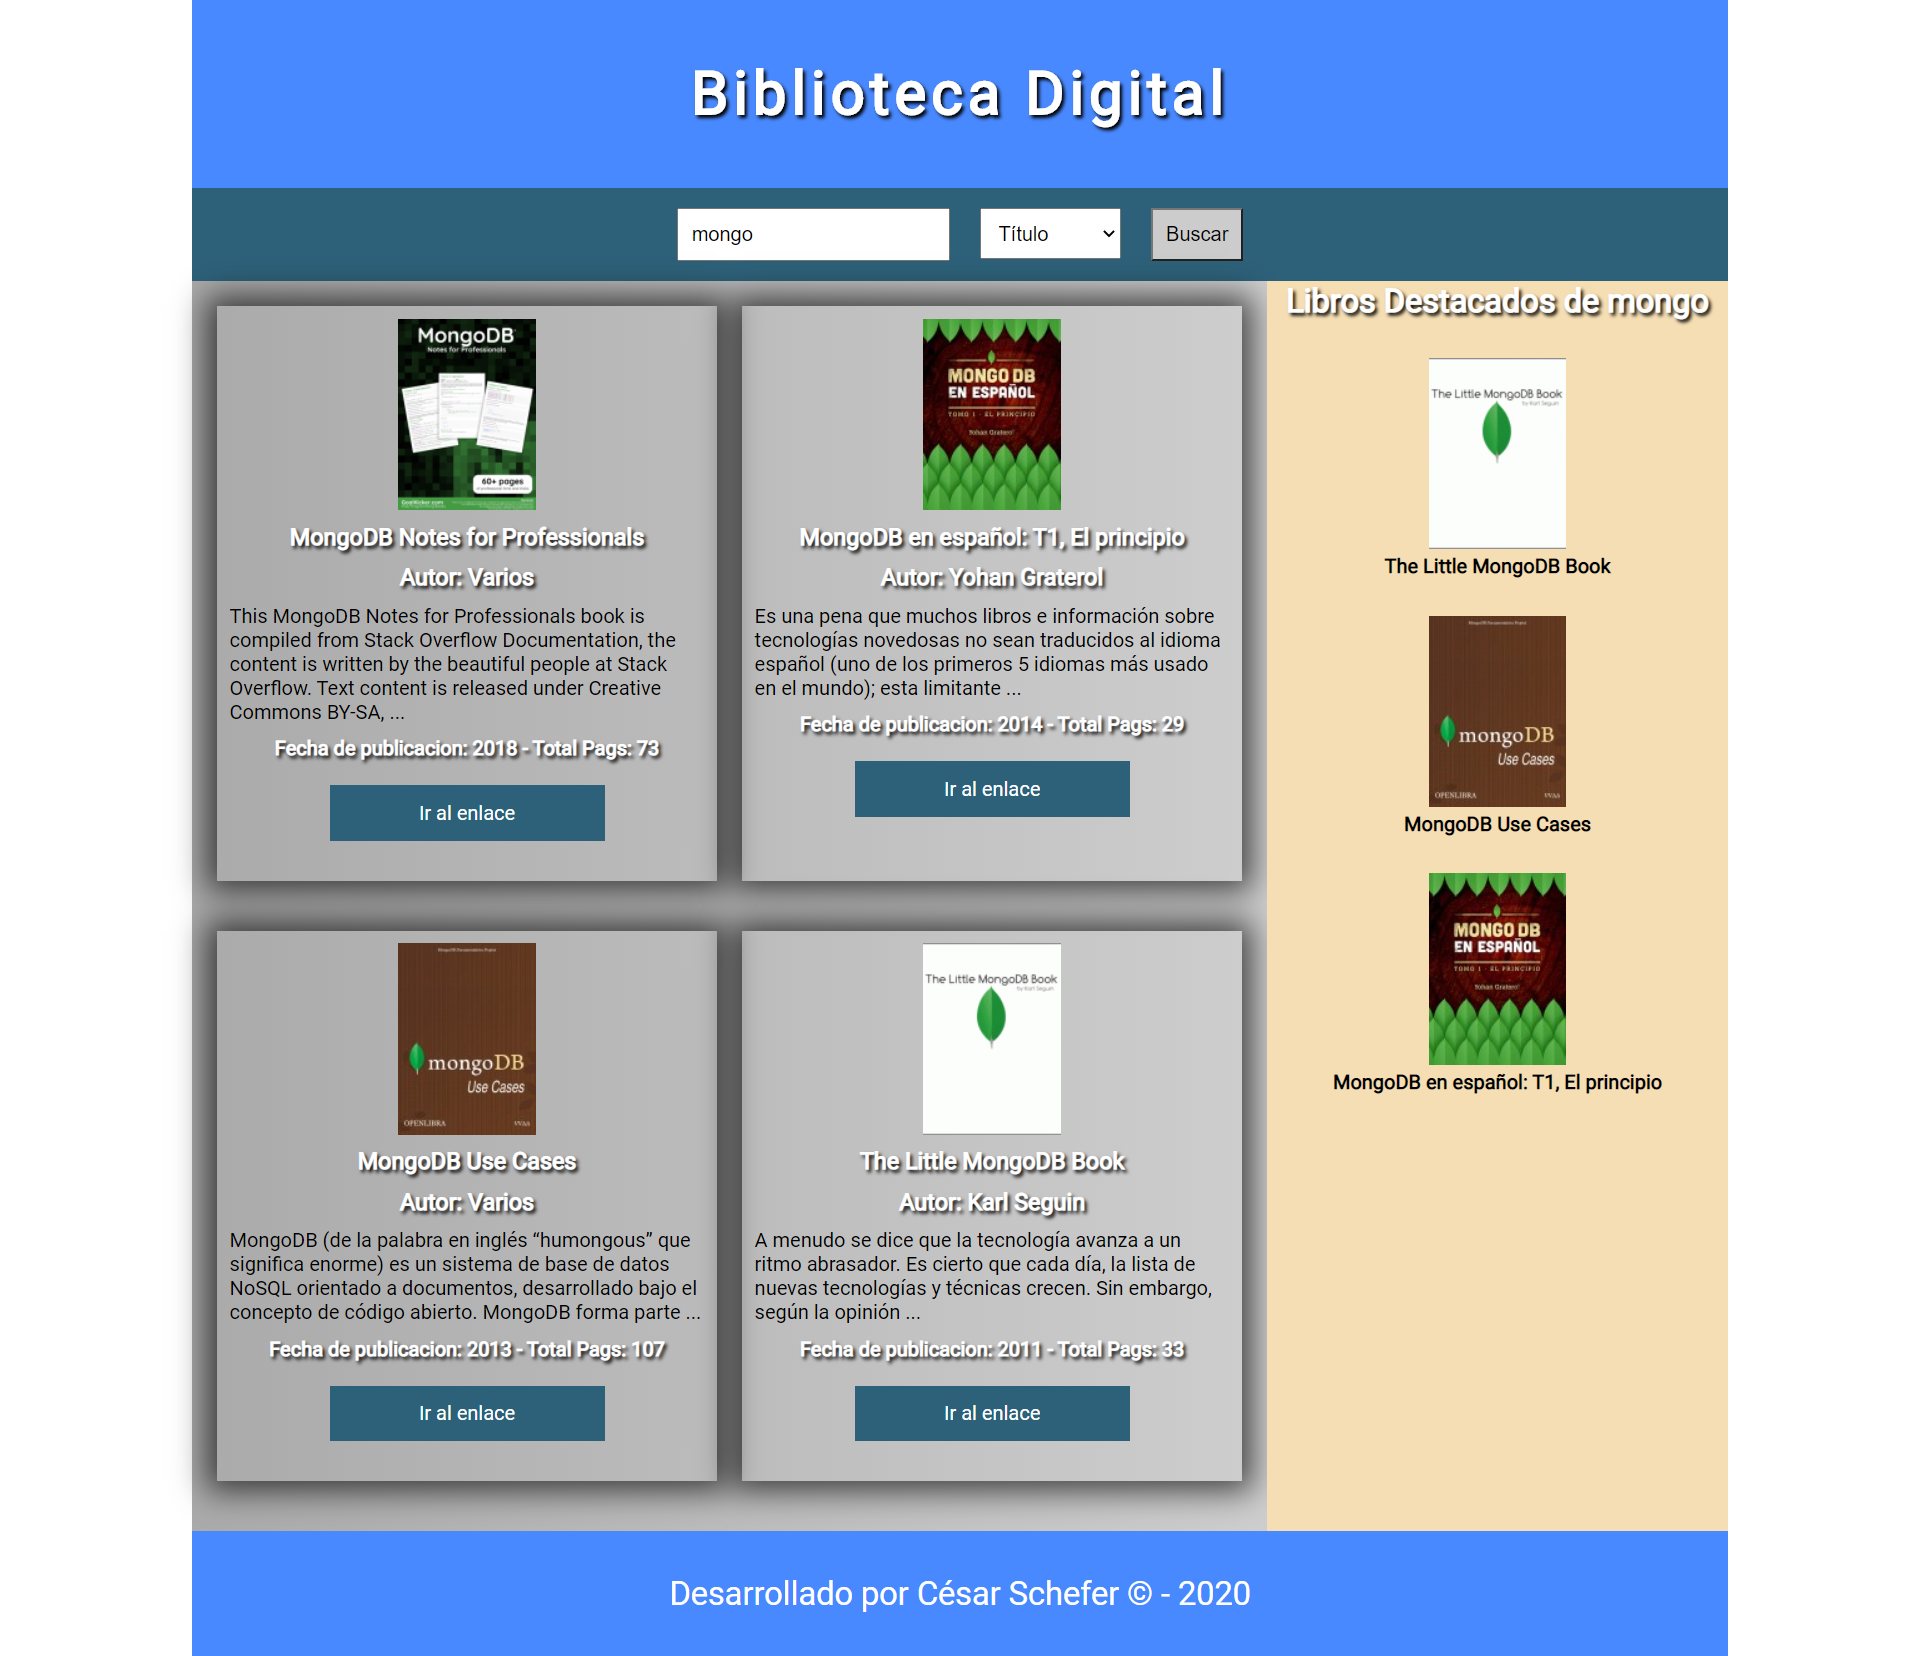 Biblioteca Digital
mongo
Título
Buscar
MongoDB
Notes for Professionals
60+ pages
MongoDB Notes for Professionals
Autor: Varios
This MongoDB Notes for Professionals book is
compiled from Stack Overflow Documentation, the
content is written by the beautiful people at Stack
Overflow. Text content is released under Creative
Commons BY-SA, ...
Fecha de publicacion: 2018 - Total Pags: 73
Ir al enlace
MONGO DB
EN ESPAÑOL
TOMO I - EL PRINCIPIO
Yohan Graterol
MongoDB en español: T1, El principio
Autor: Yohan Graterol
Es una pena que muchos libros e información sobre
tecnologías novedosas no sean traducidos al idioma
español (uno de los primeros 5 idiomas más usado
en el mundo); esta limitante ...
Fecha de publicacion: 2014 - Total Pags: 29
Ir al enlace
mongoDB
Use Cases
OPENLIBRA
VVAA
MongoDB Use Cases
Autor: Varios
MongoDB (de la palabra en inglés “humongous” que
significa enorme) es un sistema de base de datos
NoSQL orientado a documentos, desarrollado bajo el
concepto de código abierto. MongoDB forma parte ...
Fecha de publicacion: 2013 - Total Pags: 107
Ir al enlace
The Little MongoDB Book
by Karl Seguin
The Little MongoDB Book
Autor: Karl Seguin
A menudo se dice que la tecnología avanza a un
ritmo abrasador. Es cierto que cada día, la lista de
nuevas tecnologías y técnicas crecen. Sin embargo,
según la opinión ...
Fecha de publicacion: 2011 - Total Pags: 33
Ir al enlace
Libros Destacados de mongo
The Little MongoDB Book
by Karl Seguin
The Little MongoDB Book
mongoDB
Use Cases
OPENLIBRA
VVAA
MongoDB Use Cases
MONGO DB
EN ESPAÑOL
TOMO I - EL PRINCIPIO
Yohan Graterol
MongoDB en español: T1, El principio
Desarrollado por César Schefer © - 2020